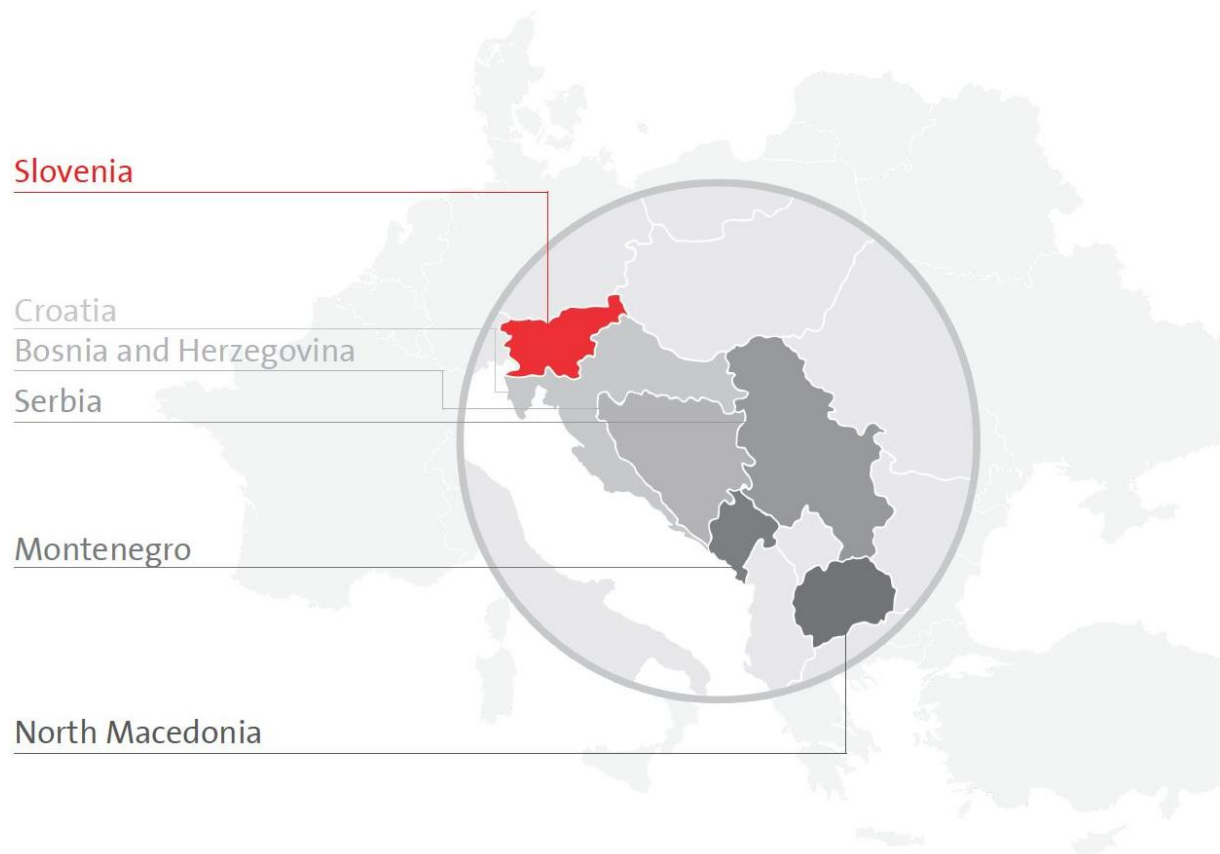 Slovenia
Croatia
Bosnia and Herzegovina
Serbia
Montenegro
North Macedonia